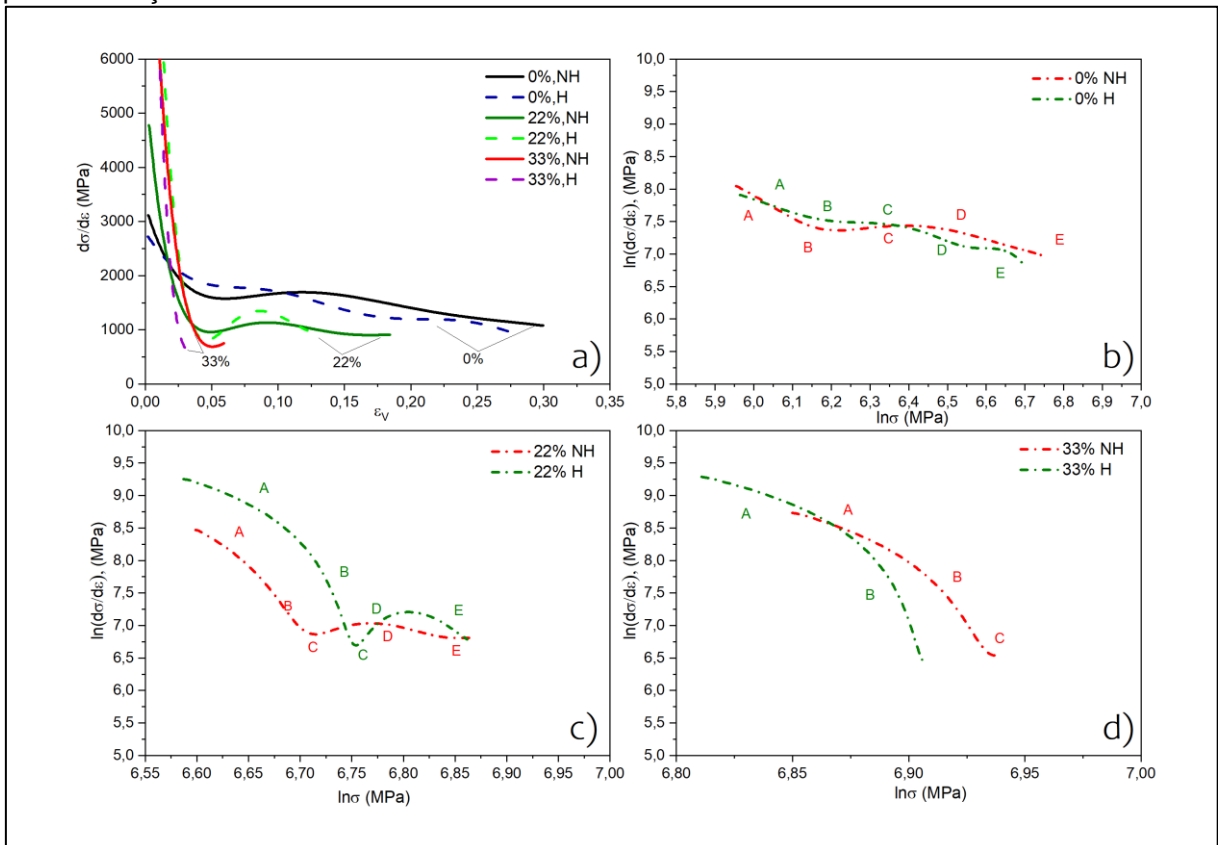 6000
5000
4000
3000
2000
1000
0
dσ/dε (MPa)
0%,NH
0%,H
22%,NH
22%,H
33%,NH
33%,H
33%
22%
0%
a)
0,00 0,05 0,10 0,15 0,20 0,25 0,30 0,35
εV
10,0
9,5
9,0
8,5
8,0
7,5
7,0
6,5
6,0
5,5
5,0
ln(dσ/dε), (MPa)
0% NH
0% H
A
B
C
D
E
A
B
C
D
E
b)
5,8 5,9 6,0 6,1 6,2 6,3 6,4 6,5 6,6 6,7 6,8 6,9 7,0
lnσ (MPa)
10,0
9,5
9,0
8,5
8,0
7,5
7,0
6,5
6,0
5,5
5,0
ln(dσ/dε), (MPa)
22% NH
22% H
A
A
B
B
C
C
D
D
E
E
c)
6,55 6,60 6,65 6,70 6,75 6,80 6,85 6,90 6,95 7,00
lnσ (MPa)
10,0
9,5
9,0
8,5
8,0
7,5
7,0
6,5
6,0
5,5
5,0
ln(dσ/dε), (MPa)
33% NH
33% H
A
A
B
B
C
d)
6,80 6,85 6,90 6,95 7,00
lnσ (MPa)